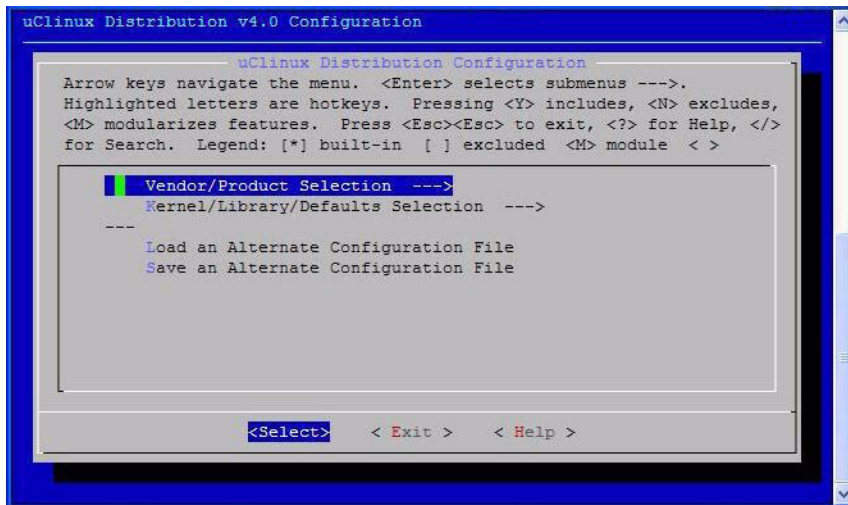 uClinux Distribution v4.0 Configuration
uClinux Distribution Configuration
Arrow keys navigate the menu. <Enter> selects submenus --->.
Highlighted letters are hotkeys. Pressing <Y> includes, <N> excludes,
<M> modularizes features. Press <Esc><Esc> to exit, <?> for Help, </>
for Search. Legend: [*] built-in [ ] excluded <M> module < >
Vendor/Product Selection --->
Kernel/Library/Defaults Selection --->
---
Load an Alternate Configuration File
Save an Alternate Configuration File
<Select> < Exit > < Help >